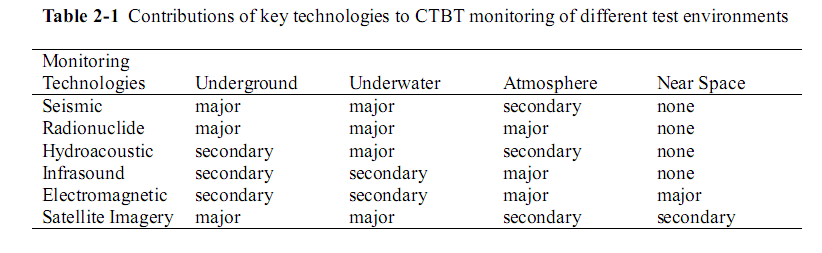 Table 2-1 Contributions of key technologies to CTBT monitoring of different test environments
Monitoring
Technologies Underground Underwater Atmosphere Near Space
Seismic major major secondary none
Radionuclide major major major none
Hydroacoustic secondary major secondary none
Infrasound secondary secondary major none
Electromagnetic secondary secondary major major
Satellite Imagery major major secondary secondary